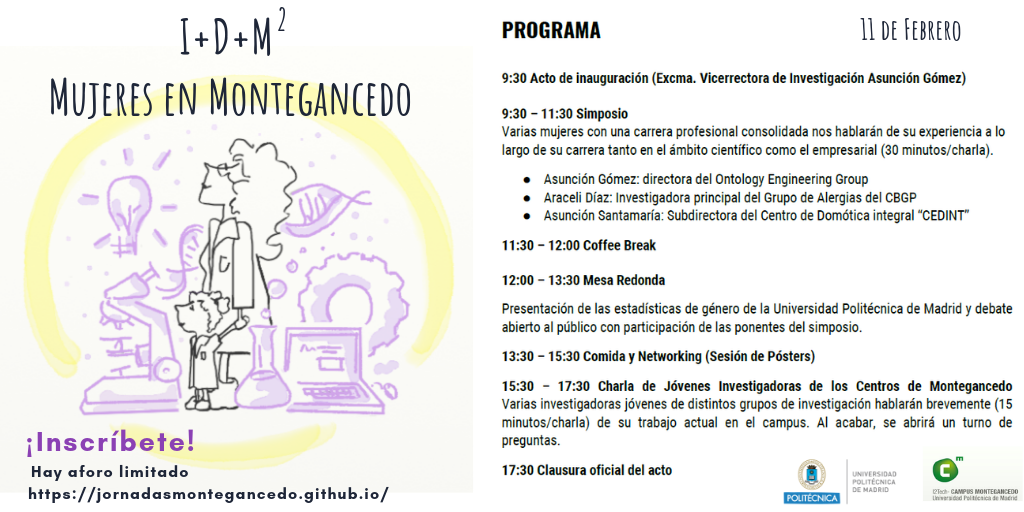 I+D+M²
Mujeres en Montegancedo
¡Inscríbete!
Hay aforo limitado
https://jornadasmontegancedo.github.io/
PROGRAMA
11 de Febrero
9:30 Acto de inauguración (Excma. Vicerrectora de Investigación Asunción Gómez)
9:30 – 11:30 Simposio
Varias mujeres con una carrera profesional consolidada nos hablarán de su experiencia a lo
largo de su carrera tanto en el ámbito científico como el empresarial (30 minutos/charla).
● Asunción Gómez: directora del Ontology Engineering Group
● Araceli Díaz: Investigadora principal del Grupo de Alergias del CBGP
● Asunción Santamaría: Subdirectora del Centro de Domótica integral “CEDINT”
11:30 – 12:00 Coffee Break
12:00 – 13:30 Mesa Redonda
Presentación de las estadísticas de género de la Universidad Politécnica de Madrid y debate
abierto al público con participación de las ponentes del simposio.
13:30 – 15:30 Comida y Networking (Sesión de Pósters)
15:30 – 17:30 Charla de Jóvenes Investigadoras de los Centros de Montegancedo
Varias investigadoras jóvenes de distintos grupos de investigación hablarán brevemente (15
minutos/charla) de su trabajo actual en el campus. Al acabar, se abrirá un turno de
preguntas.
17:30 Clausura oficial del acto
POLITÉCNICA
UNIVERSIDAD
POLITÉCNICA
DE MADRID
C m
I2Tech - CAMPUS MONTEGANCEDO
Universidad Politécnica de Madrid